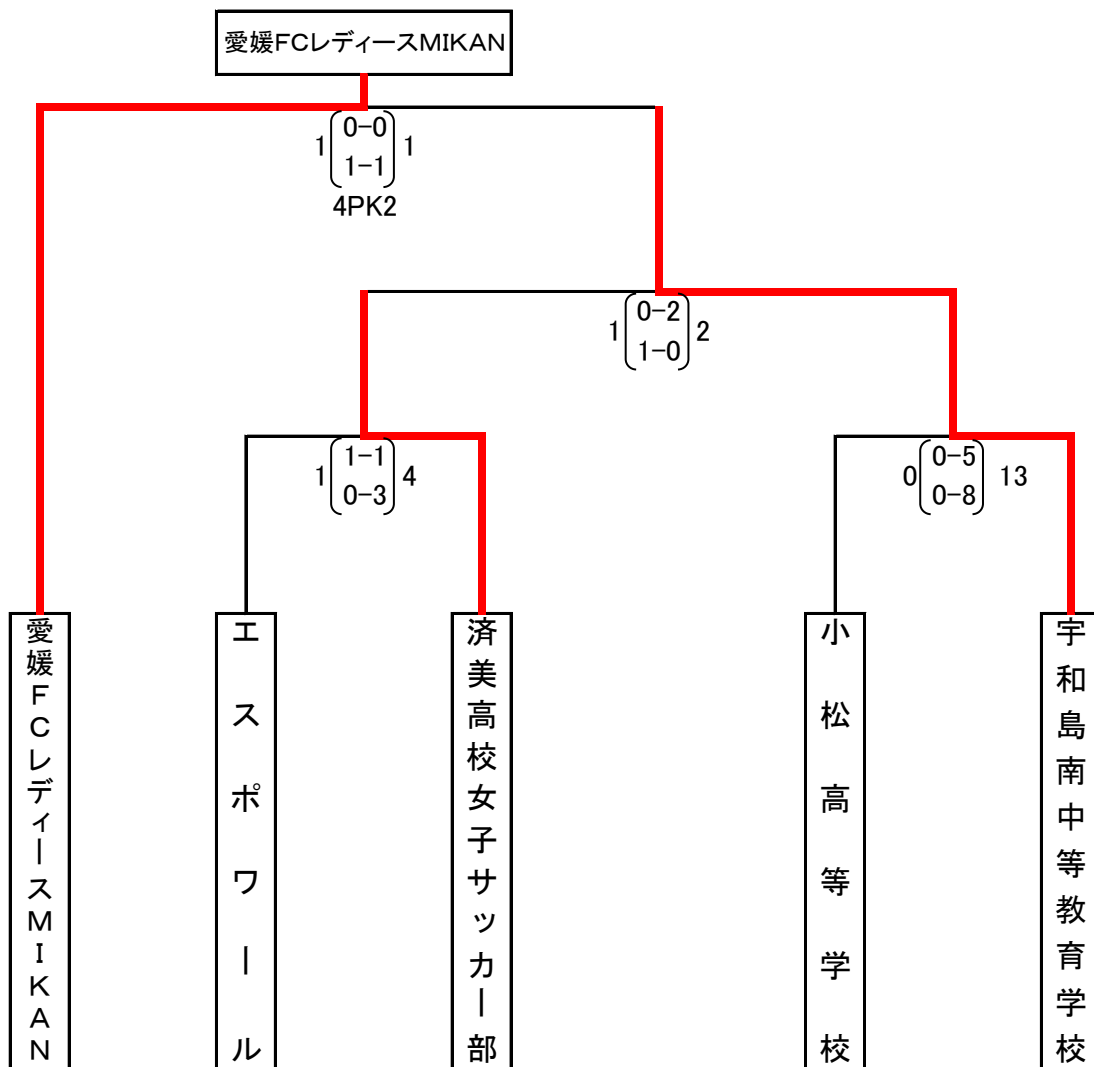 愛媛FCレディースMIKAN
1 0-0 1
1-1
4PK2
1 0-2 2
1-0
1 1-1 4
0-3
0 0-5 13
0-8
愛媛FCレディースMIKAN
エスポワール
済美高校女子サッカー部
小松高等学校
宇和島南中等教育学校